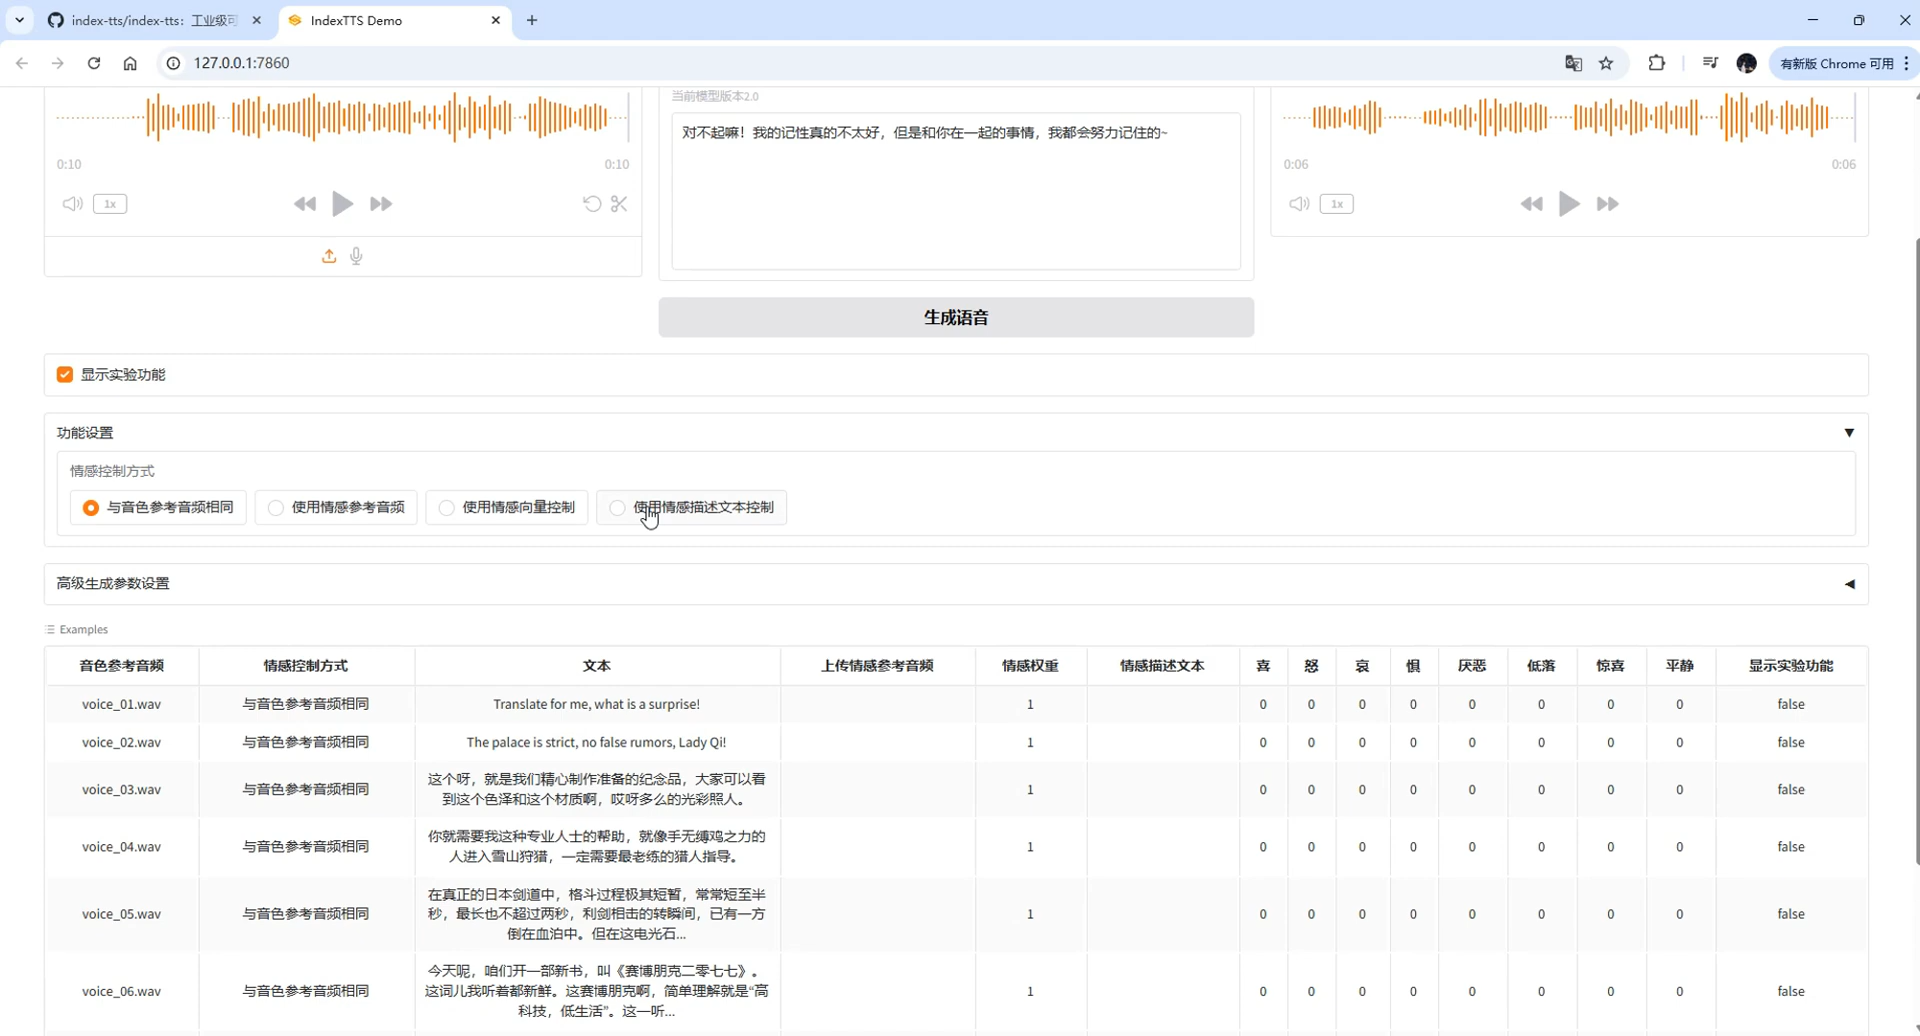 index-tts/index-tts: 工业级可
IndexTTS Demo
127.0.0.1:7860
有新版 Chrome 可用
当前模型版本2.0
对不起嘛！我的记性真的不太好，但是和你在一起的事情，我都会努力记住的~
0:10
0:10
0:06
0:06
1x
1x
生成语音
显示实验功能
功能设置
情感控制方式
与音色参考音频相同
使用情感参考音频
使用情感向量控制
使用情感描述文本控制
高级生成参数设置
Examples
音色参考音频 情感控制方式 文本 上传情感参考音频 情感权重 情感描述文本 喜 怒 哀 惧 厌恶 低落 惊喜 平静 显示实验功能
voice_01.wav 与音色参考音频相同 Translate for me, what is a surprise! 1 0 0 0 0 0 0 0 0 false
voice_02.wav 与音色参考音频相同 The palace is strict, no false rumors, Lady Qi! 1 0 0 0 0 0 0 0 0 false
这个呀，就是我们精心制作准备的纪念品，大家可以看
voice_03.wav 与音色参考音频相同 到这个色泽和这个材质啊，哎呀多么的光彩照人。 1 0 0 0 0 0 0 0 0 false
你就需要我这种专业人士的帮助，就像手无缚鸡之力的
voice_04.wav 与音色参考音频相同 人进入雪山狩猎，一定需要最老练的猎人指导。 1 0 0 0 0 0 0 0 0 false
在真正的日本剑道中，格斗过程极其短暂，常常短至半
voice_05.wav 与音色参考音频相同 秒，最长也不超过两秒，利剑相击的转瞬间，已有一方 1 0 0 0 0 0 0 0 0 false
倒在血泊中。但在这电光石...
今天呢，咱们开一部新书，叫《赛博朋克二零七七》。
voice_06.wav 与音色参考音频相同 这词儿我听着都新鲜。这赛博朋克啊，简单理解就是“高 1 0 0 0 0 0 0 0 0 false
科技，低生活”。这一听...